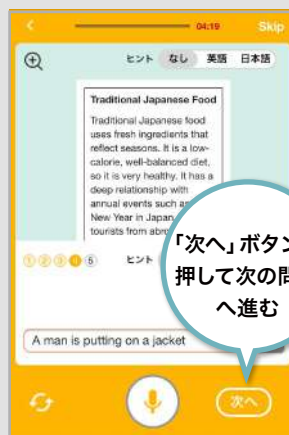 04:19 Skip
ヒント なし 英語 日本語
Traditional Japanese Food
Traditional Japanese food
uses fresh ingredients that
reflect seasons. It is a low-
calorie, well-balanced diet,
so it is very healthy. It has a
deep relationship with
annual events such as
New Year in Japan
tourists from
① ② ③ ④ ⑤ ヒント
「次へ」ボタン
押して次の問
へ進む
A man is putting on a jacket
次へ